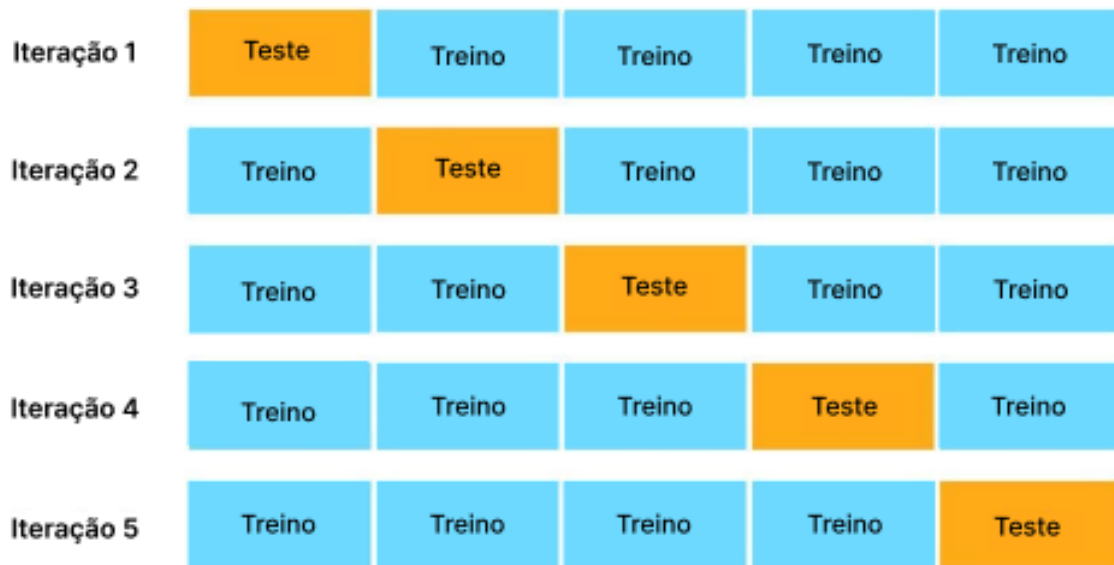 Iteração 1 Teste Treino Treino Treino Treino
Iteração 2 Treino Teste Treino Treino Treino
Iteração 3 Treino Treino Teste Treino Treino
Iteração 4 Treino Treino Treino Teste Treino
Iteração 5 Treino Treino Treino Treino Teste